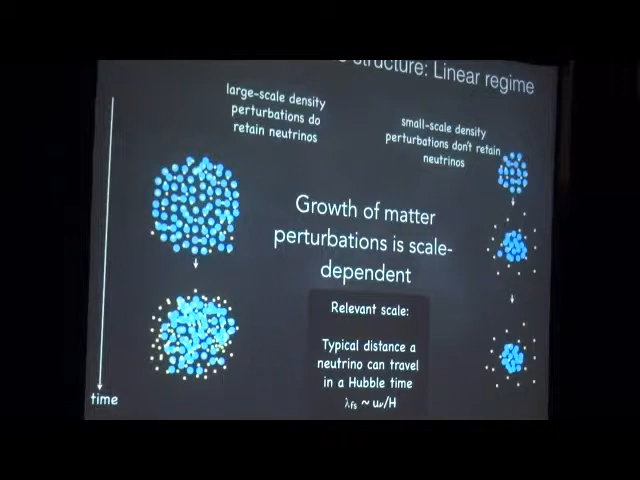 structure: Linear regime
large-scale density
perturbations do
retain neutrinos
small-scale density
perturbations don't retain
neutrinos
Growth of matter
perturbations is scale-
dependent
Relevant scale:
Typical distance a
neutrino can travel
in a Hubble time
λfs ~ uν/H
time